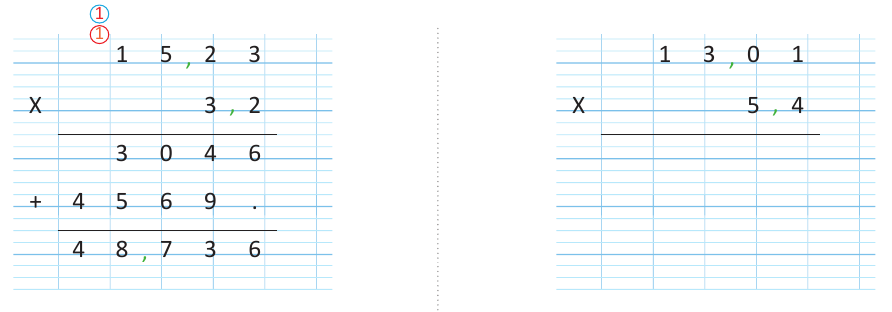 1
1
1 5 , 2 3
X 3 , 2
3 0 4 6
+ 4 5 6 9 .
4 8 , 7 3 6
1 3 , 0 1
X 5 , 4